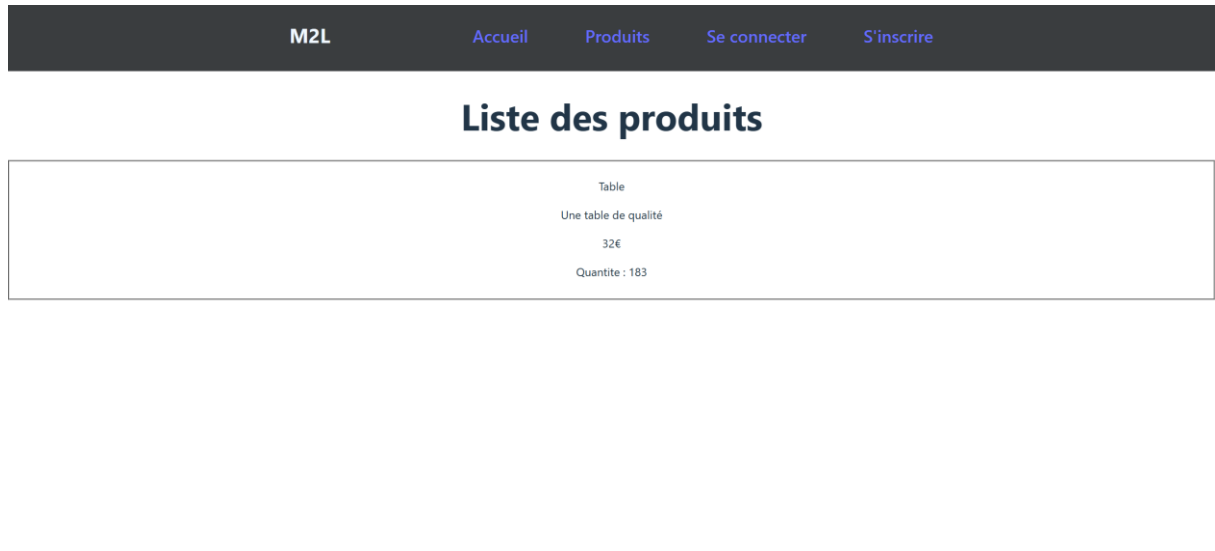 M2L Accueil Produits Se connecter S'inscrire
Liste des produits
Table
Une table de qualité
32€
Quantite : 183